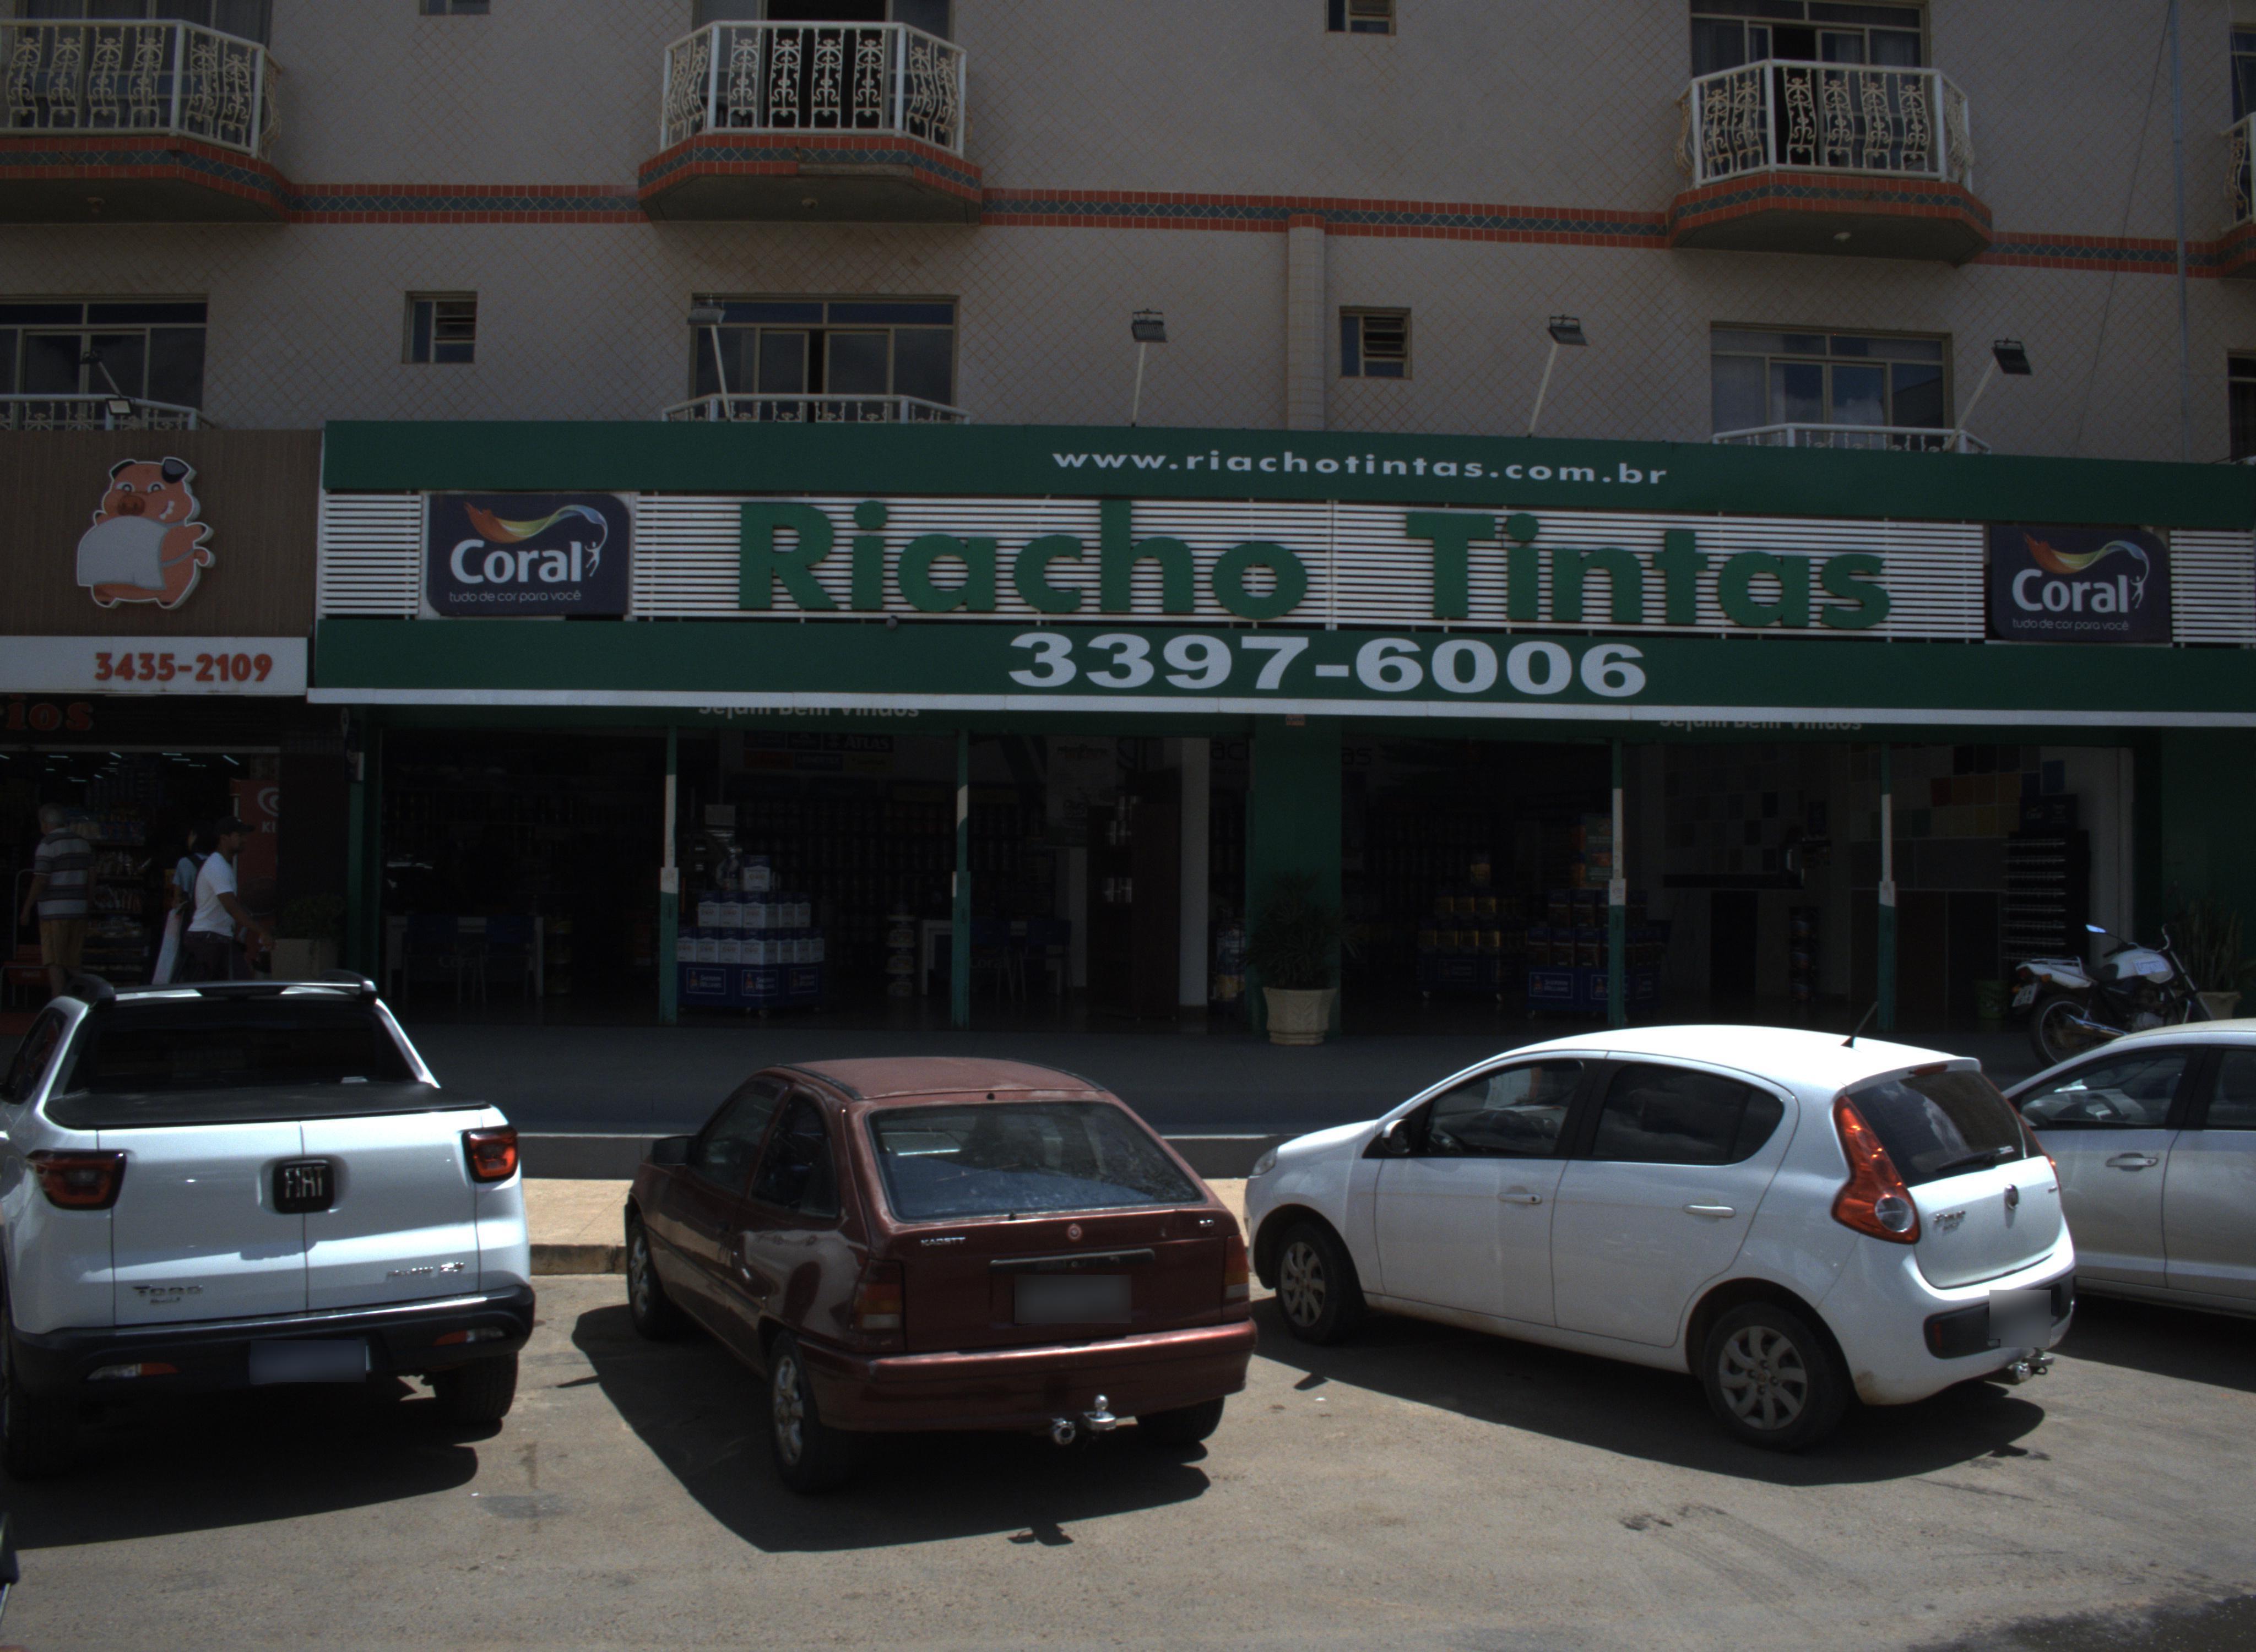 www.riachotintas.com.br
Coral
tudo de cor para você
Riacho Tintas
Coral
tudo de cor para você
3397-6006
3435-2109
Sejam Bem Vindos
Sejam Bem Vindos
ATLAS
FIAT
Toro
KADETT